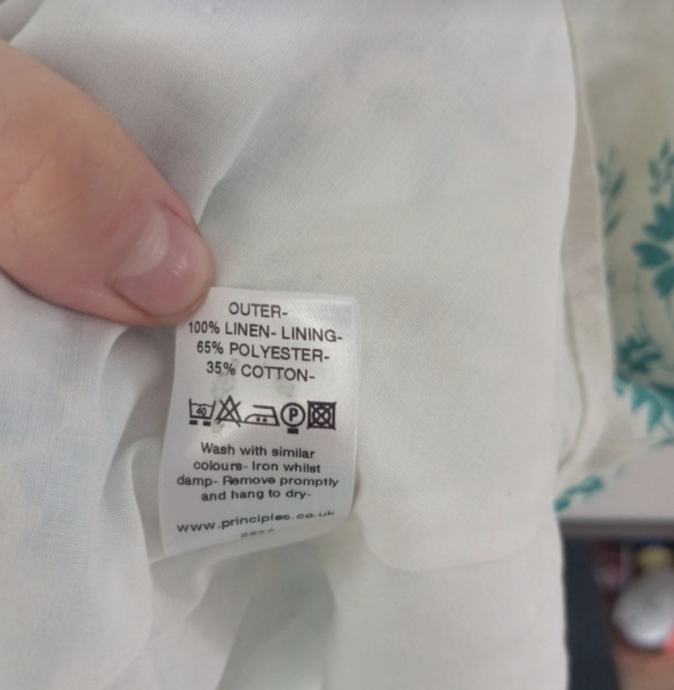 OUTER-
100% LINEN- LINING-
65% POLYESTER-
35% COTTON-
40 P
Wash with similar
colours- Iron whilst
damp- Remove promptly
and hang to dry-
www.principles.co.uk